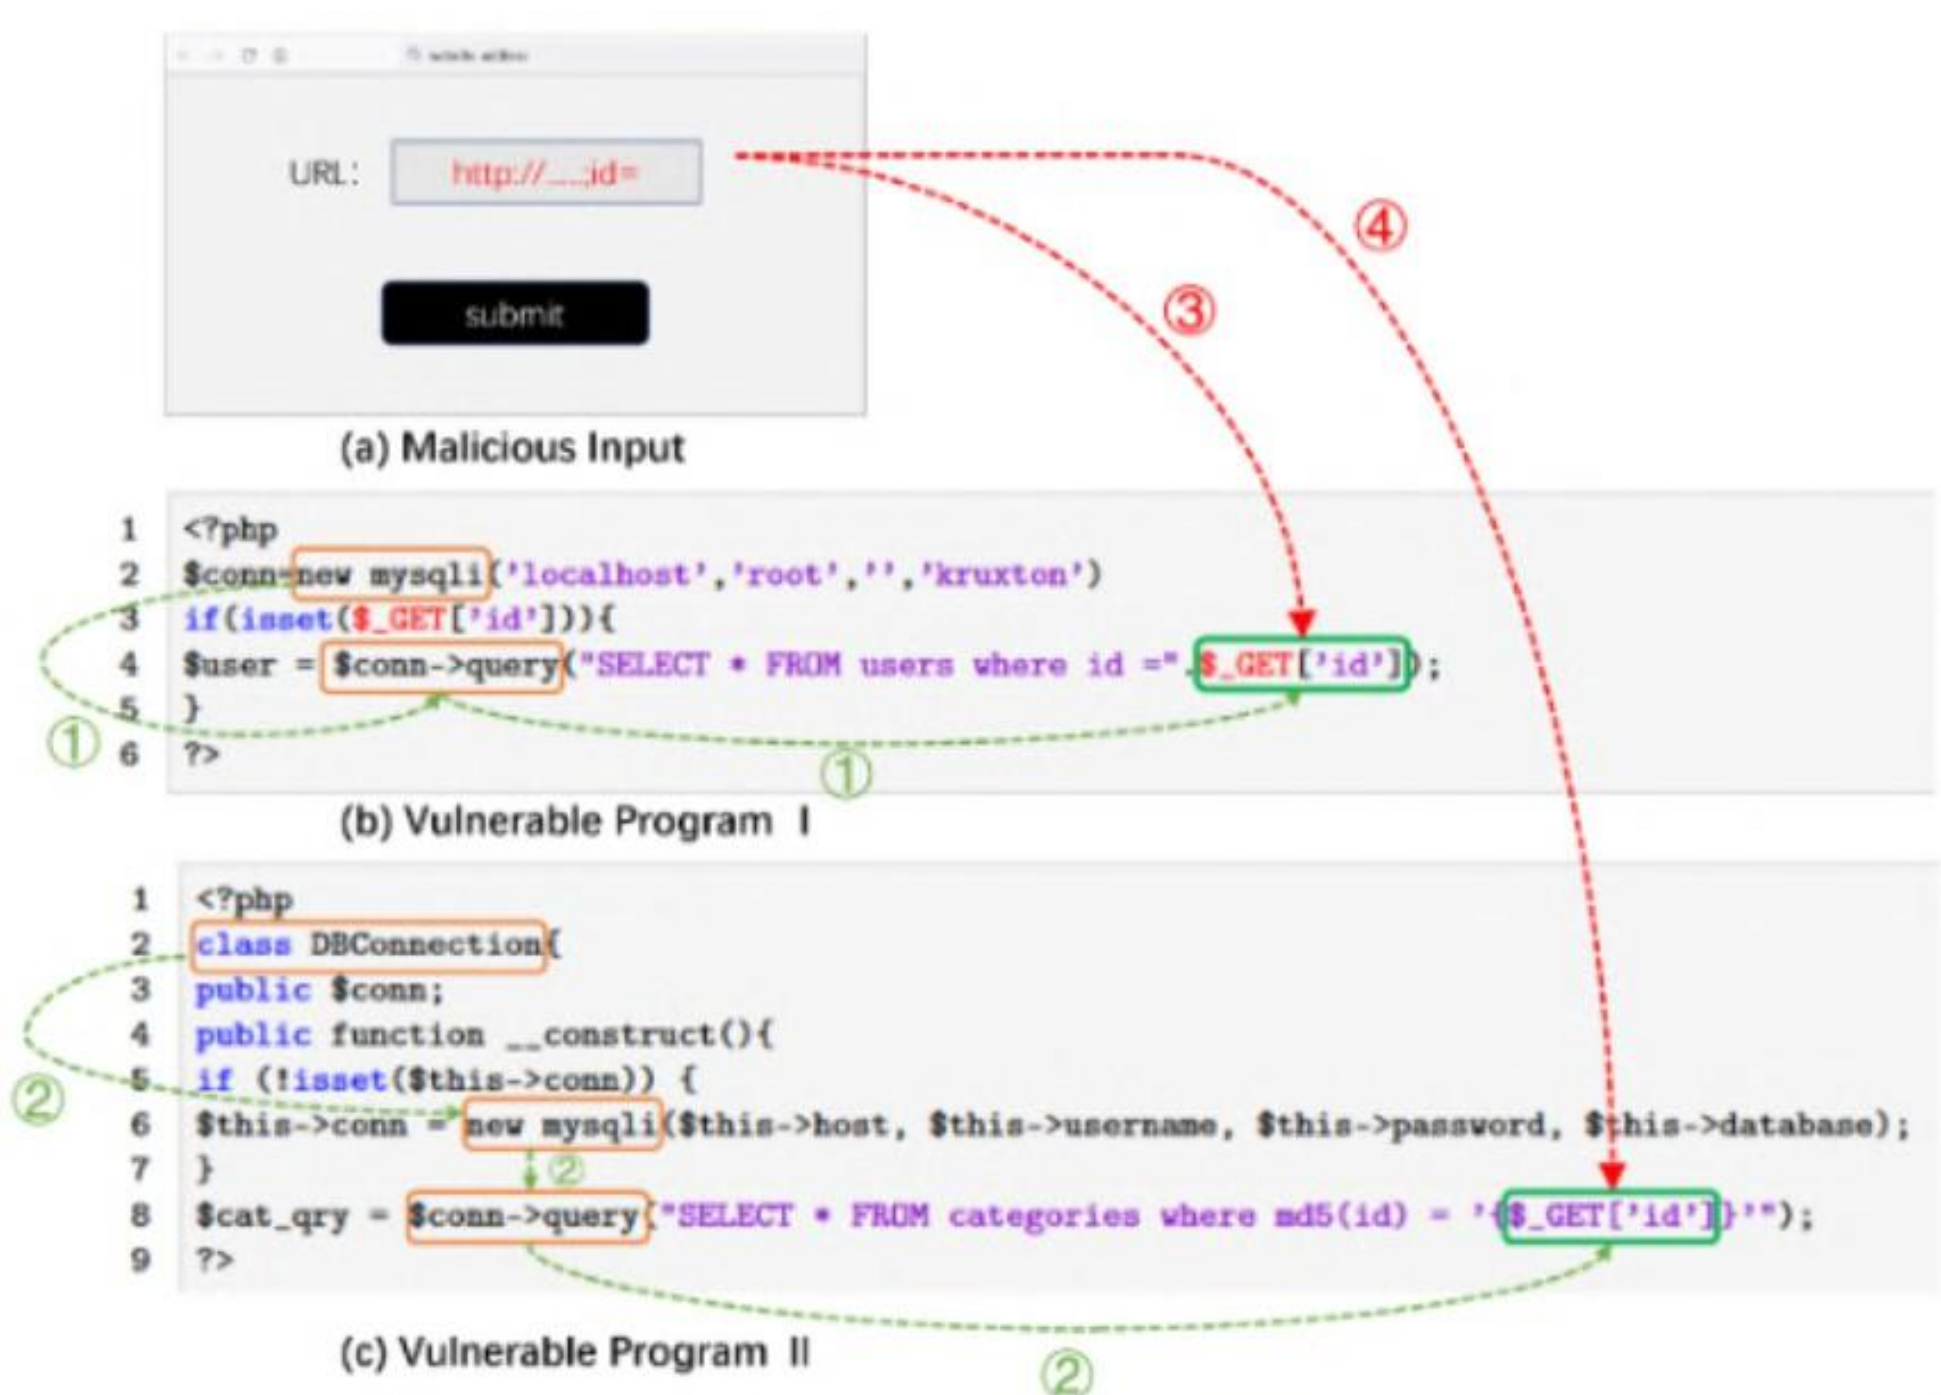 URL:
http://......;id=
submit
④
③
(a) Malicious Input
1 <?php
2 $conn=new mysqli('localhost','root','','kruxton')
3 if(isset($_GET['id'])){
4 $user = $conn->query("SELECT * FROM users where id =".$_GET['id']);
5 }
6 ?>
①
①
(b) Vulnerable Program I
1 <?php
2 class DBConnection{
3 public $conn;
4 public function __construct(){
5 if (!isset($this->conn)) {
6 $this->conn = new mysqli($this->host, $this->username, $this->password, $this->database);
7 }
8 $cat_qry = $conn->query("SELECT * FROM categories where md5(id) = '{$_GET['id']}'");
9 ?>
②
②
②
(c) Vulnerable Program II